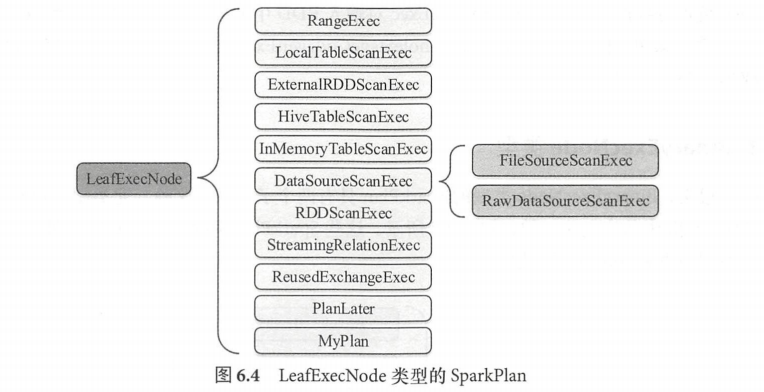 RangeExec
LocalTableScanExec
ExternalRDDScanExec
HiveTableScanExec
InMemoryTableScanExec
LeafExecNode
DataSourceScanExec
FileSourceScanExec
RawDataSourceScanExec
RDDScanExec
StreamingRelationExec
ReusedExchangeExec
PlanLater
MyPlan
图 6.4 LeafExecNode 类型的 SparkPlan